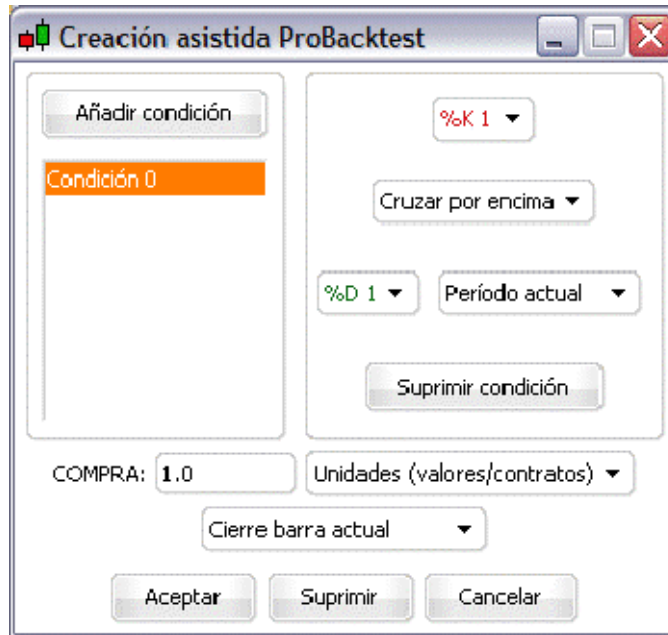 Creación asistida ProBacktest
Añadir condición
Condición 0
%K 1
Cruzar por encima
%D 1
Período actual
Suprimir condición
COMPRA: 1.0
Unidades (valores/contratos)
Cierre barra actual
Aceptar
Suprimir
Cancelar